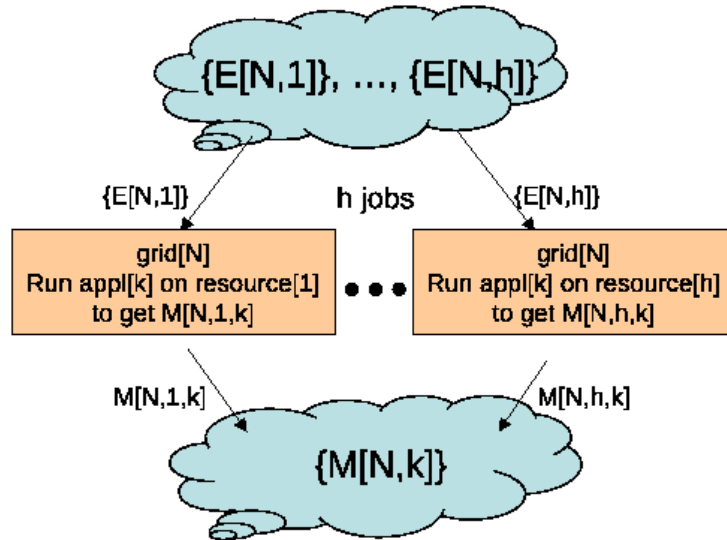 {E[N,1]}, ..., {E[N,h]}
{E[N,1]}
h jobs
{E[N,h]}
grid[N]
Run appl[k] on resource[1]
to get M[N,1,k]
grid[N]
Run appl[k] on resource[h]
to get M[N,h,k]
M[N,1,k]
M[N,h,k]
{M[N,k]}